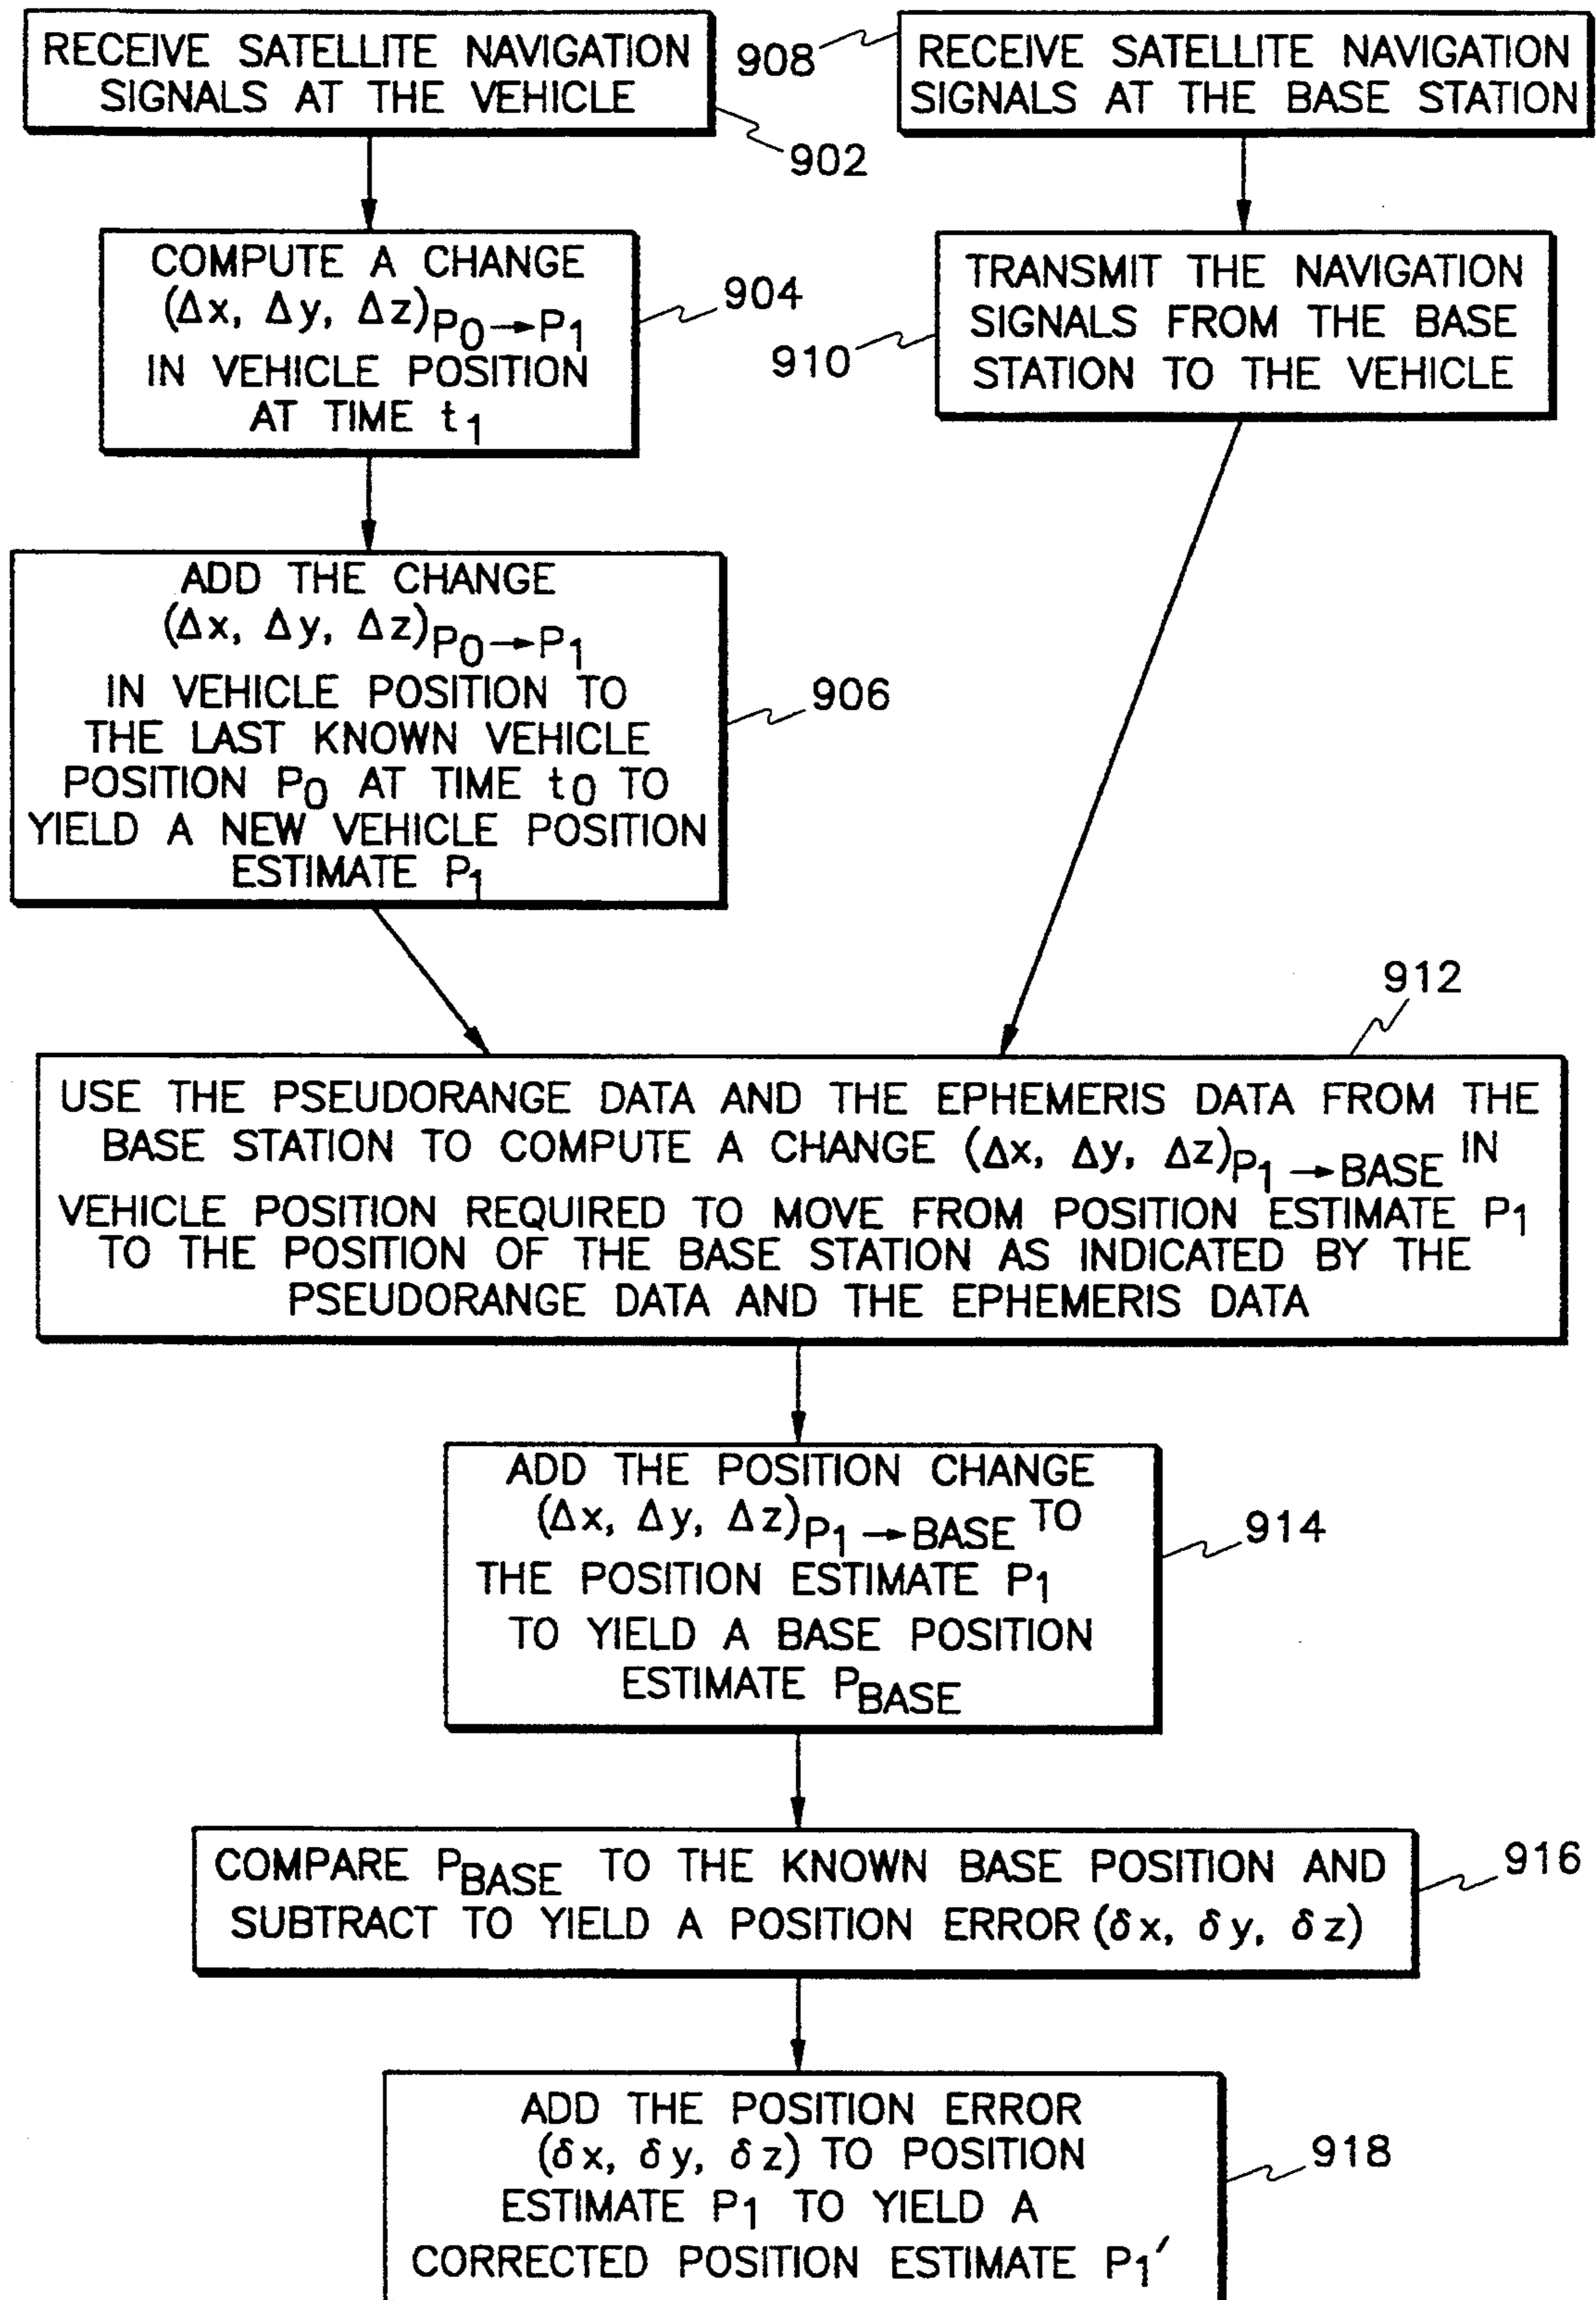 RECEIVE SATELLITE NAVIGATION
SIGNALS AT THE VEHICLE
902
908
RECEIVE SATELLITE NAVIGATION
SIGNALS AT THE BASE STATION
COMPUTE A CHANGE
(Δx, Δy, Δz)P0→P1
IN VEHICLE POSITION
AT TIME t1
904
TRANSMIT THE NAVIGATION
SIGNALS FROM THE BASE
STATION TO THE VEHICLE
910
ADD THE CHANGE
(Δx, Δy, Δz)P0→P1
IN VEHICLE POSITION TO
THE LAST KNOWN VEHICLE
POSITION P0 AT TIME t0 TO
YIELD A NEW VEHICLE POSITION
ESTIMATE P1
906
912
USE THE PSEUDORANGE DATA AND THE EPHEMERIS DATA FROM THE
BASE STATION TO COMPUTE A CHANGE (Δx, Δy, Δz)P1→BASE IN
VEHICLE POSITION REQUIRED TO MOVE FROM POSITION ESTIMATE P1
TO THE POSITION OF THE BASE STATION AS INDICATED BY THE
PSEUDORANGE DATA AND THE EPHEMERIS DATA
ADD THE POSITION CHANGE
(Δx, Δy, Δz)P1→BASE TO
THE POSITION ESTIMATE P1
TO YIELD A BASE POSITION
ESTIMATE PBASE
914
COMPARE PBASE TO THE KNOWN BASE POSITION AND
SUBTRACT TO YIELD A POSITION ERROR (δx, δy, δz)
916
ADD THE POSITION ERROR
(δx, δy, δz) TO POSITION
ESTIMATE P1 TO YIELD A
CORRECTED POSITION ESTIMATE P1′
918